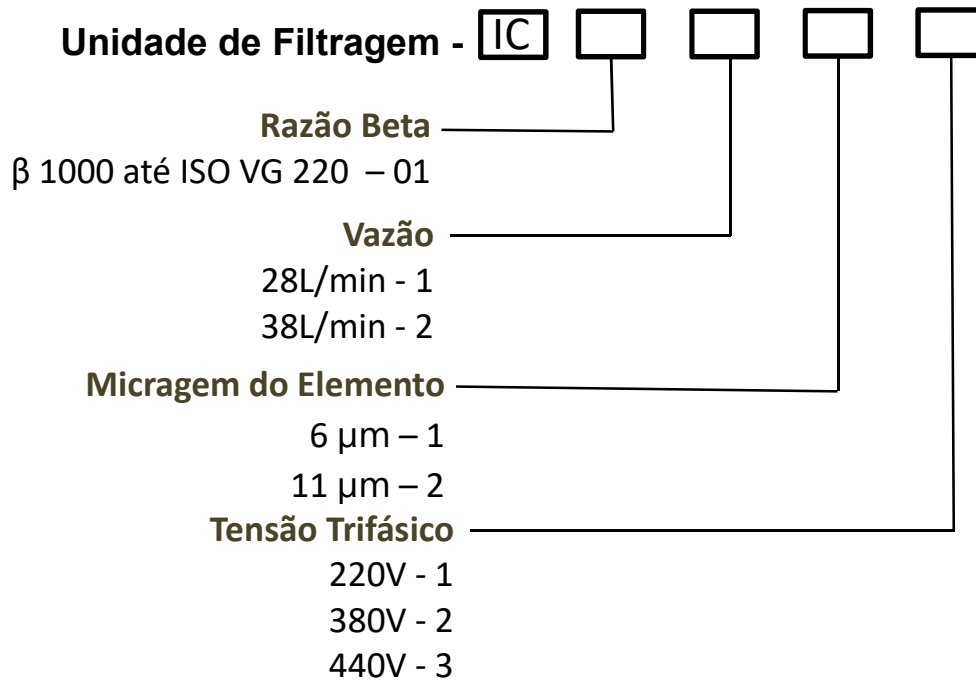 Unidade de Filtragem - IC
Razão Beta
β 1000 até ISO VG 220 – 01
Vazão
28L/min - 1
38L/min - 2
Micragem do Elemento
6 μm – 1
11 μm – 2
Tensão Trifásico
220V - 1
380V - 2
440V - 3